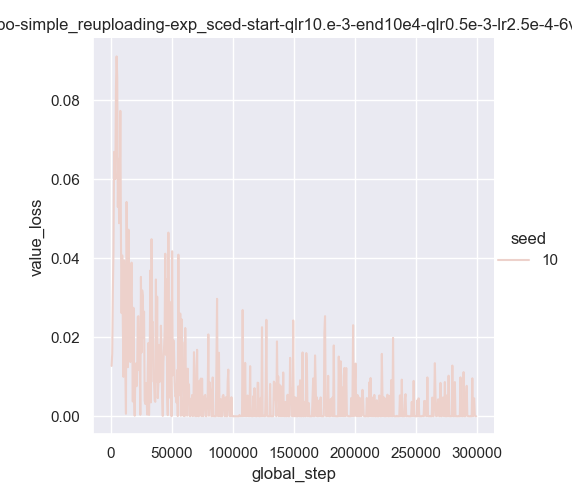 oo-simple_reuploading-exp_sced-start-qlr10.e-3-end10e4-qlr0.5e-3-lr2.5e-4-6v
0.08
0.06
0.04
0.02
0.00
value_loss
0 50000 100000 150000 200000 250000 300000
global_step
seed
10